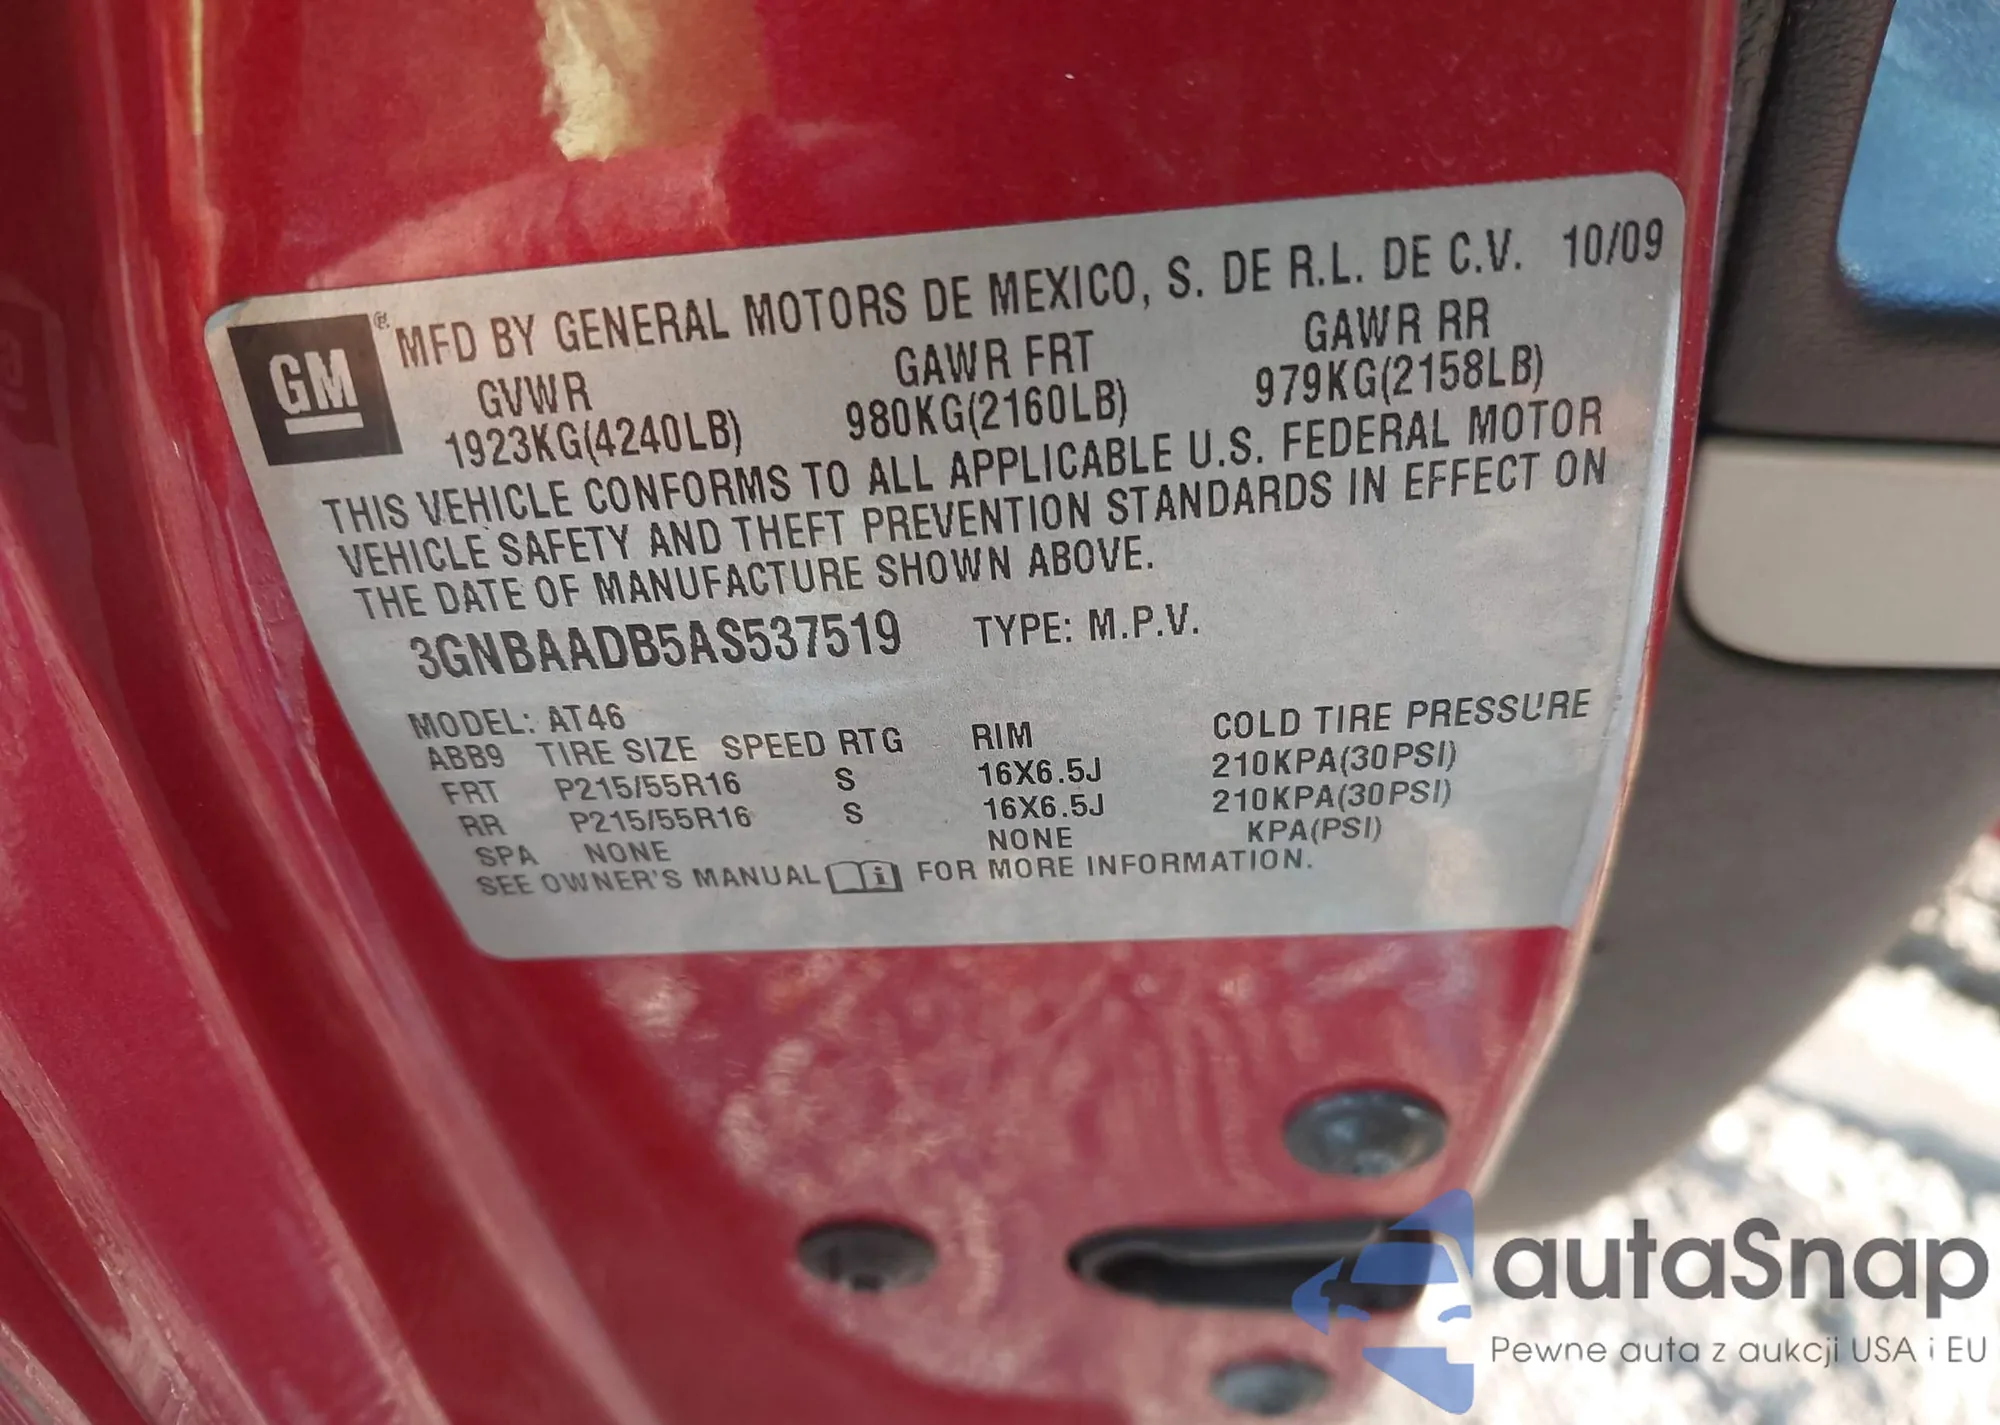 GM ® MFD BY GENERAL MOTORS DE MEXICO, S. DE R.L. DE C.V. 10/09
GVWR GAWR FRT GAWR RR
1923KG(4240LB) 980KG(2160LB) 979KG(2158LB)
THIS VEHICLE CONFORMS TO ALL APPLICABLE U.S. FEDERAL MOTOR
VEHICLE SAFETY AND THEFT PREVENTION STANDARDS IN EFFECT ON
THE DATE OF MANUFACTURE SHOWN ABOVE.
3GNBAADB5AS537519 TYPE: M.P.V.
MODEL: AT46
ABB9 TIRE SIZE SPEED RTG RIM COLD TIRE PRESSURE
FRT P215/55R16 S 16X6.5J 210KPA(30PSI)
RR P215/55R16 S 16X6.5J 210KPA(30PSI)
SPA NONE NONE KPA(PSI)
SEE OWNER'S MANUAL i FOR MORE INFORMATION.
autaSnap
Pewne auta z aukcji USA i EU